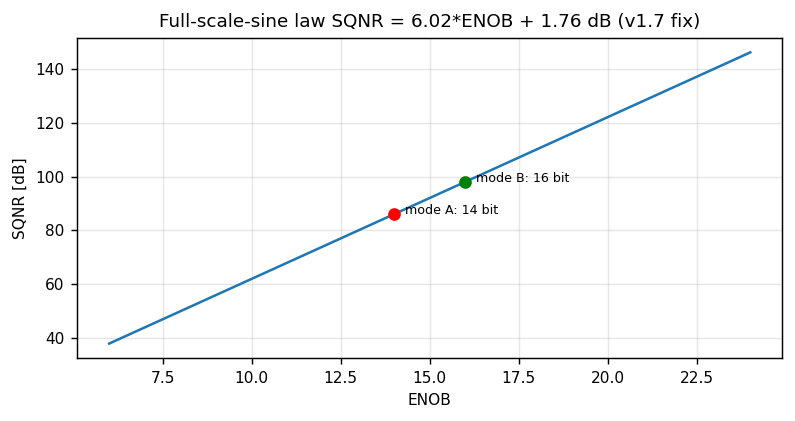 Full-scale-sine law SQNR = 6.02*ENOB + 1.76 dB (v1.7 fix)
SQNR [dB]
140
120
100
80
60
40
mode B: 16 bit
mode A: 14 bit
7.5 10.0 12.5 15.0 17.5 20.0 22.5
ENOB